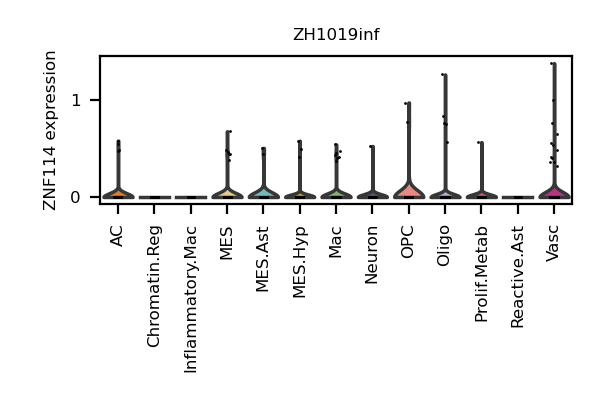 ZH1019inf
ZNF114 expression
1
0
AC
Chromatin.Reg
Inflammatory.Mac
MES
MES.Ast
MES.Hyp
Mac
Neuron
OPC
Oligo
Prolif.Metab
Reactive.Ast
Vasc